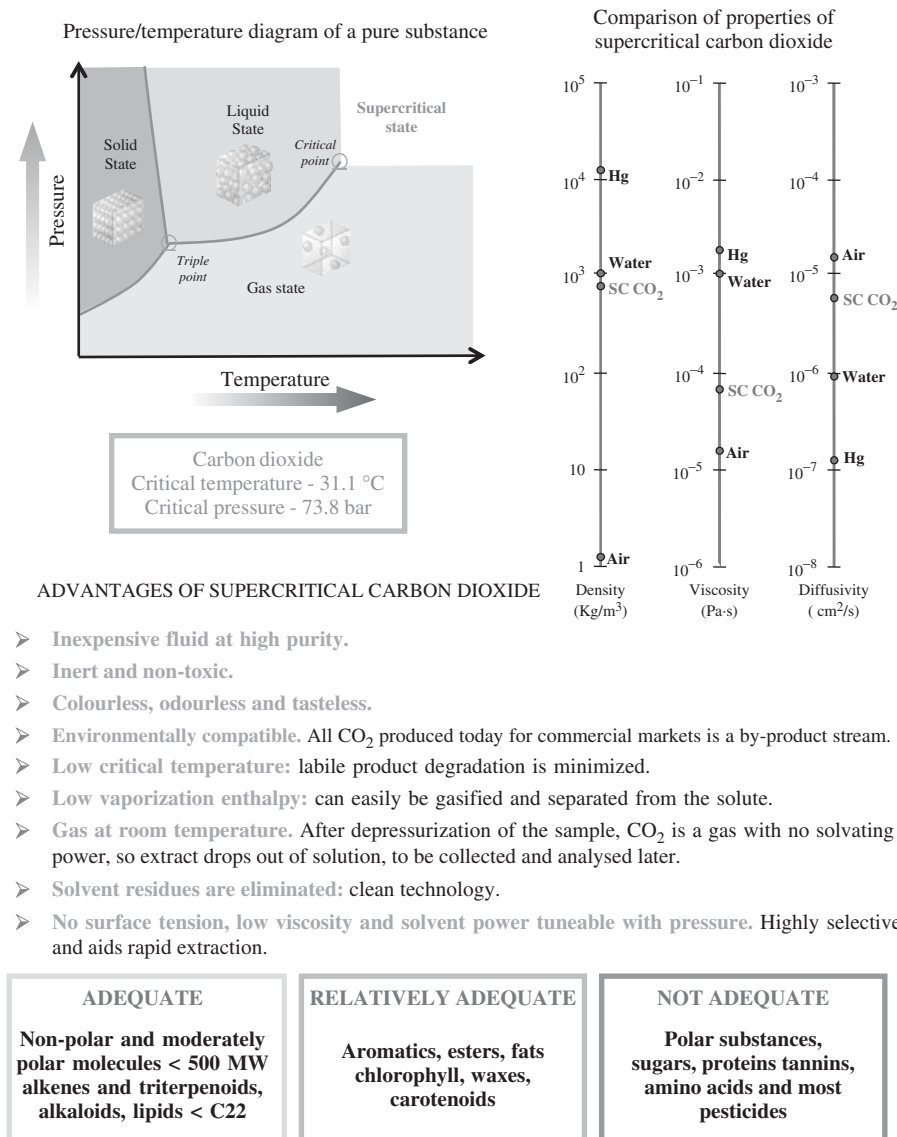 Pressure/temperature diagram of a pure substance
Pressure
Solid
State
Liquid
State
Supercritical
state
Critical
point
Triple
point
Gas state
Temperature
Carbon dioxide
Critical temperature - 31.1 °C
Critical pressure - 73.8 bar
Comparison of properties of
supercritical carbon dioxide
10⁵
10⁴
Hg
10³
Water
SC CO₂
10²
10
1
Air
Density
(Kg/m³)
10⁻¹
10⁻²
Hg
10⁻³
Water
10⁻⁴
SC CO₂
Air
10⁻⁵
10⁻⁶
Viscosity
(Pa·s)
10⁻³
10⁻⁴
Air
10⁻⁵
SC CO₂
10⁻⁶
Water
Hg
10⁻⁷
10⁻⁸
Diffusivity
( cm²/s)
ADVANTAGES OF SUPERCRITICAL CARBON DIOXIDE
➢ Inexpensive fluid at high purity.
➢ Inert and non-toxic.
➢ Colourless, odourless and tasteless.
➢ Environmentally compatible. All CO₂ produced today for commercial markets is a by-product stream.
➢ Low critical temperature: labile product degradation is minimized.
➢ Low vaporization enthalpy: can easily be gasified and separated from the solute.
➢ Gas at room temperature. After depressurization of the sample, CO₂ is a gas with no solvating
power, so extract drops out of solution, to be collected and analysed later.
➢ Solvent residues are eliminated: clean technology.
➢ No surface tension, low viscosity and solvent power tuneable with pressure. Highly selective
and aids rapid extraction.
ADEQUATE
Non-polar and moderately
polar molecules < 500 MW
alkenes and triterpenoids,
alkaloids, lipids < C22
RELATIVELY ADEQUATE
Aromatics, esters, fats
chlorophyll, waxes,
carotenoids
NOT ADEQUATE
Polar substances,
sugars, proteins tannins,
amino acids and most
pesticides